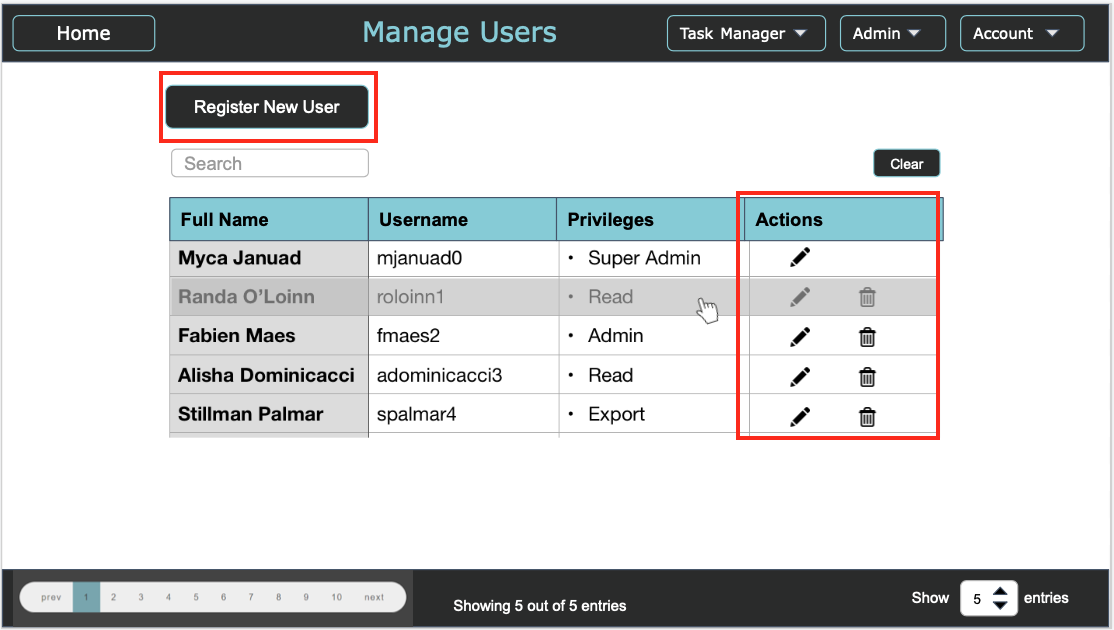 Home Manage Users Task Manager Admin Account
Register New User
Search Clear
Full Name Username Privileges Actions
Myca Januad mjanuad0 • Super Admin
Randa O’Loinn roloinn1 • Read
Fabien Maes fmaes2 • Admin
Alisha Dominicacci adominicacci3 • Read
Stillman Palmar spalmar4 • Export
prev 1 2 3 4 5 6 7 8 9 10 next Showing 5 out of 5 entries Show 5 entries